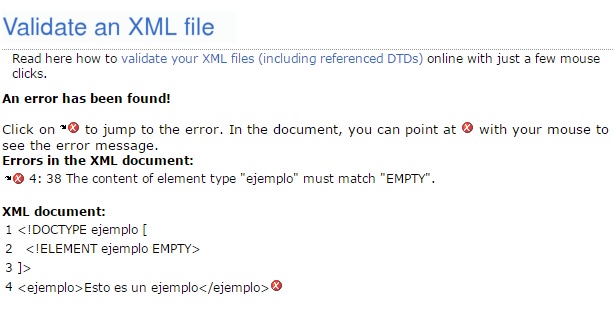 Validate an XML file
Read here how to validate your XML files (including referenced DTDs) online with just a few mouse
clicks.
An error has been found!
Click on to jump to the error. In the document, you can point at with your mouse to
see the error message.
Errors in the XML document:
4: 38 The content of element type "ejemplo" must match "EMPTY".
XML document:
1 <!DOCTYPE ejemplo [
2 <!ELEMENT ejemplo EMPTY>
3 ]>
4 <ejemplo>Esto es un ejemplo</ejemplo>